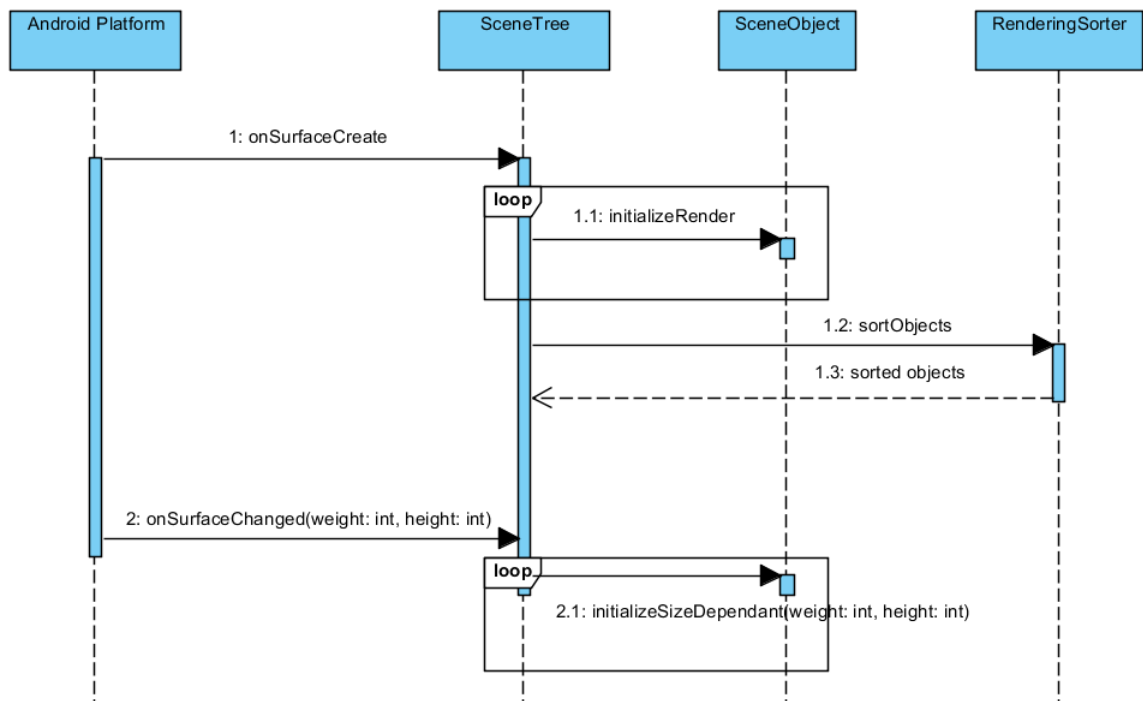 Android Platform
SceneTree
SceneObject
RenderingSorter
1: onSurfaceCreate
loop
1.1: initializeRender
1.2: sortObjects
1.3: sorted objects
2: onSurfaceChanged(weight: int, height: int)
loop
2.1: initializeSizeDependant(weight: int, height: int)